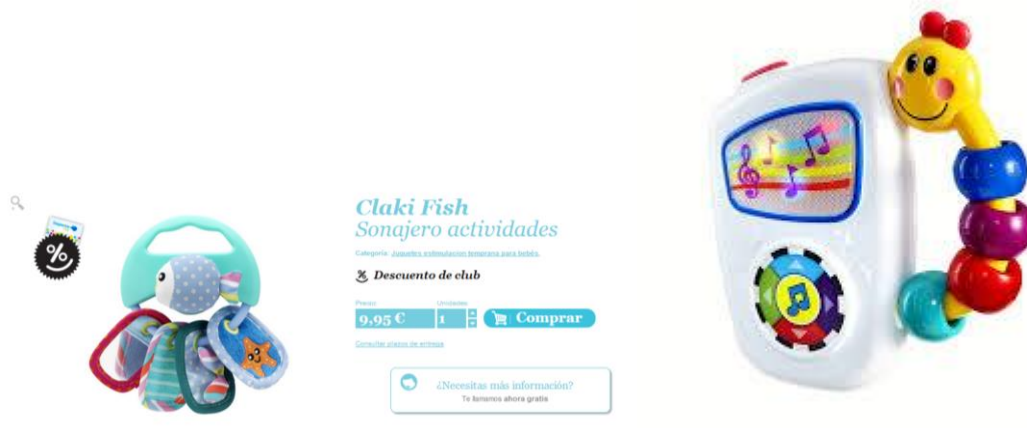 %
Claki Fish
Sonajero actividades
Categoría: Juguetes estimulacion temprana para bebés.
Descuento de club
Precio: Unidades:
9,95 € 1 Comprar
Consultar plazos de entrega
¿Necesitas más información?
Te llamamos ahora gratis